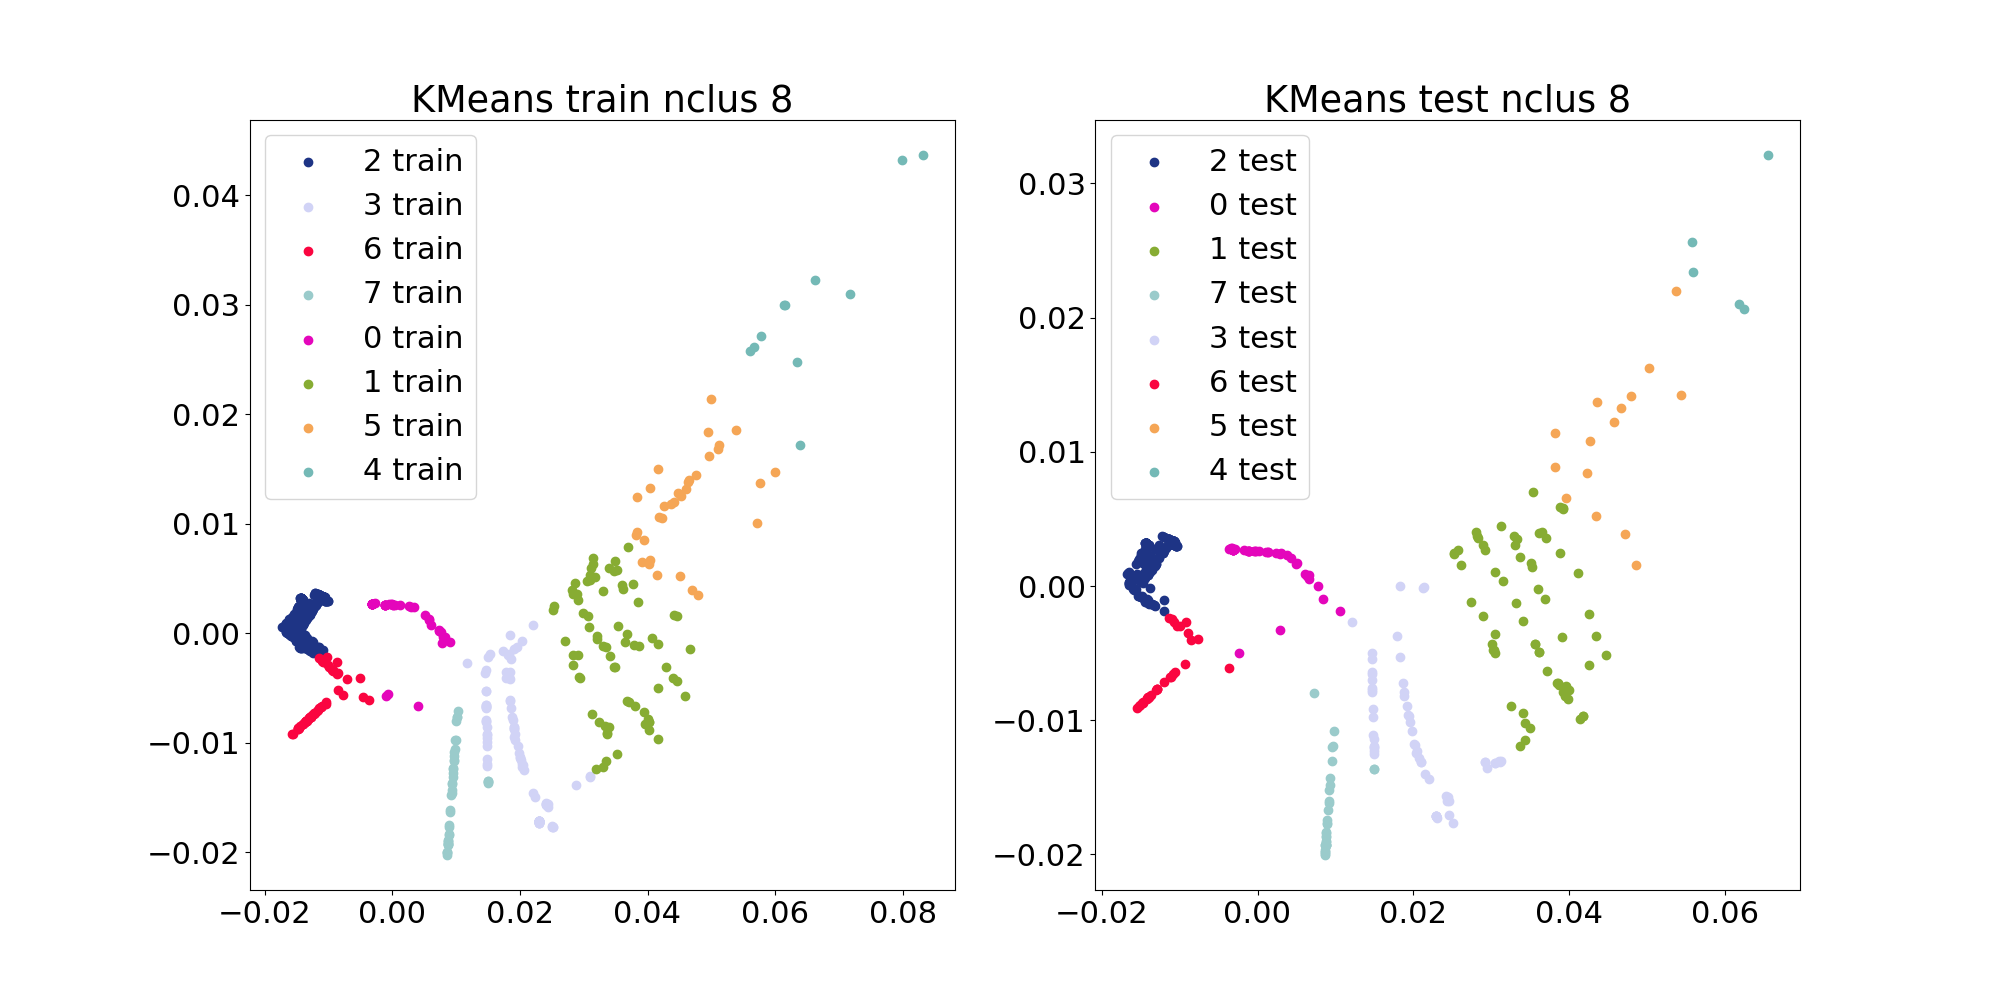 KMeans train nclus 8
2 train
3 train
6 train
7 train
0 train
1 train
5 train
4 train
0.04
0.03
0.02
0.01
0.00
−0.01
−0.02
−0.02 0.00 0.02 0.04 0.06 0.08
KMeans test nclus 8
2 test
0 test
1 test
7 test
3 test
6 test
5 test
4 test
0.03
0.02
0.01
0.00
−0.01
−0.02
−0.02 0.00 0.02 0.04 0.06